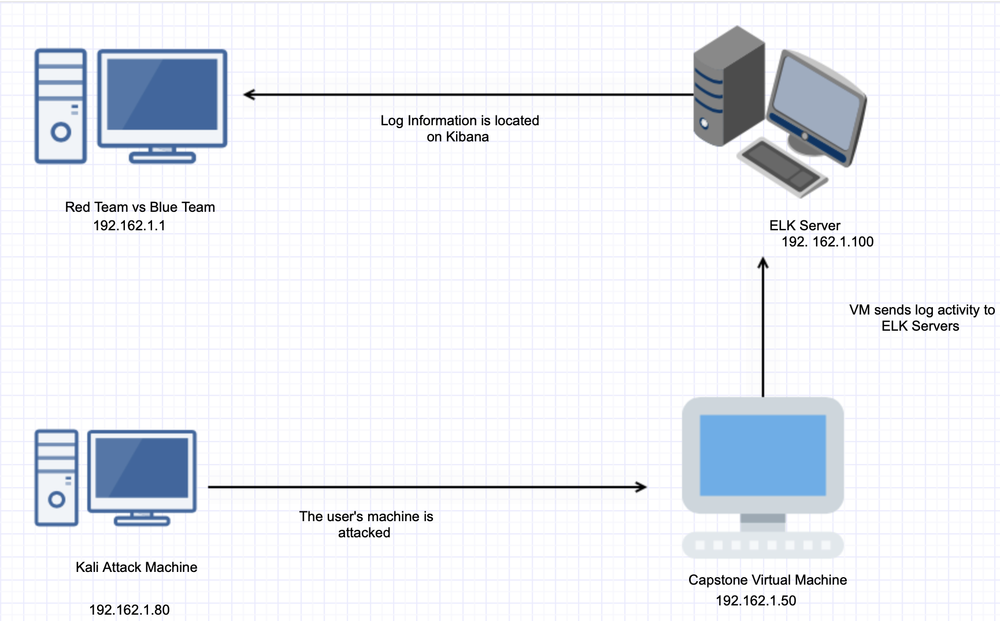 Log Information is located
on Kibana
Red Team vs Blue Team
192.162.1.1
ELK Server
192. 162.1.100
VM sends log activity to
ELK Servers
The user's machine is
attacked
Kali Attack Machine
192.162.1.80
Capstone Virtual Machine
192.162.1.50